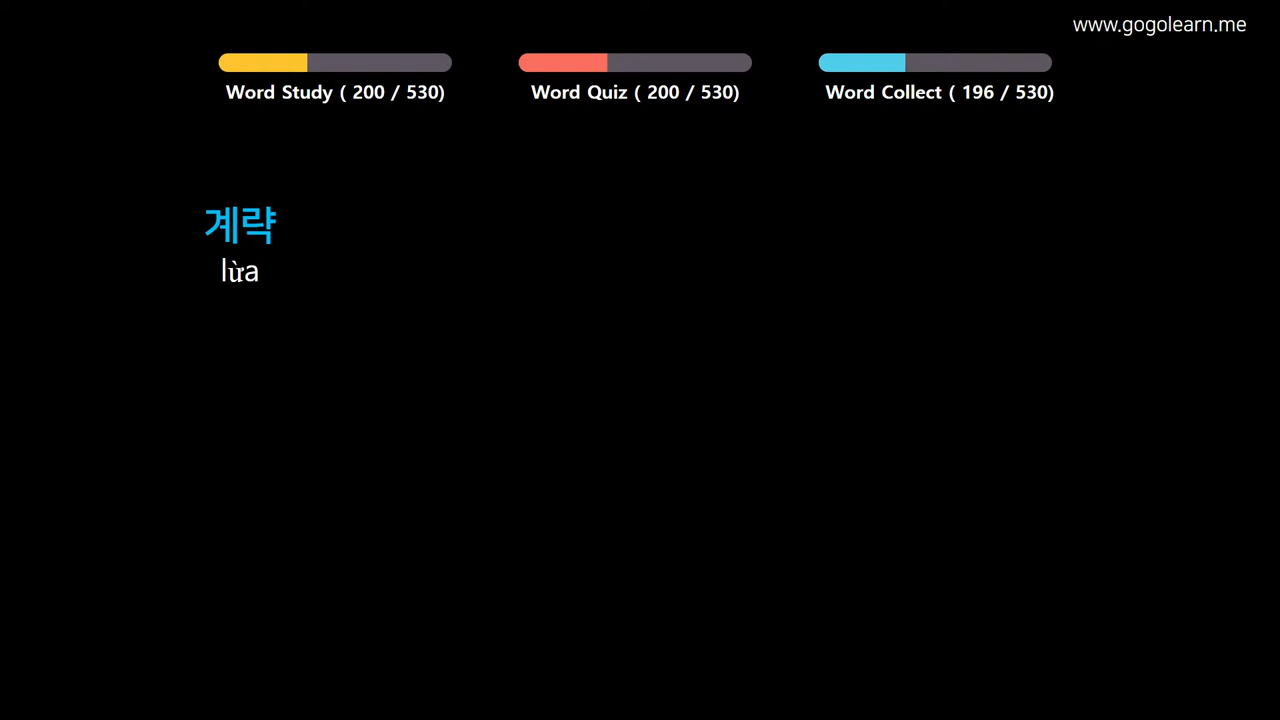 www.gogolearn.me
Word Study ( 200 / 530)
Word Quiz ( 200 / 530)
Word Collect ( 196 / 530)
계략
lừa